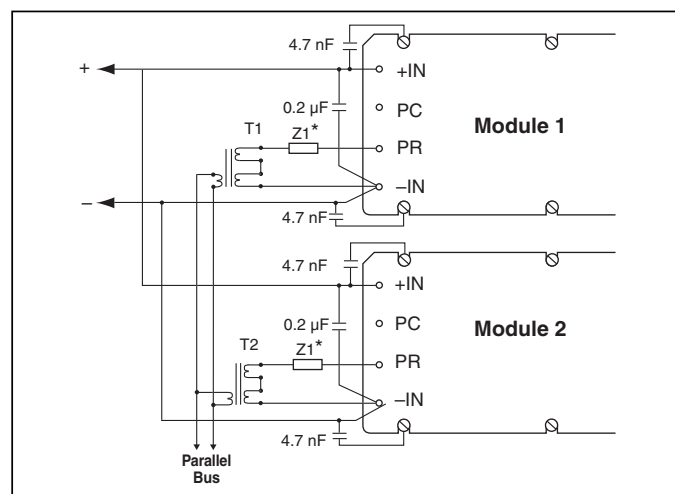 4.7 nF
+
+IN
0.2 µF
PC
Module 1
T1
Z1*
PR
–IN
–
4.7 nF
4.7 nF
+IN
0.2 µF
PC
Module 2
T2
Z1*
PR
–IN
4.7 nF
Parallel
Bus